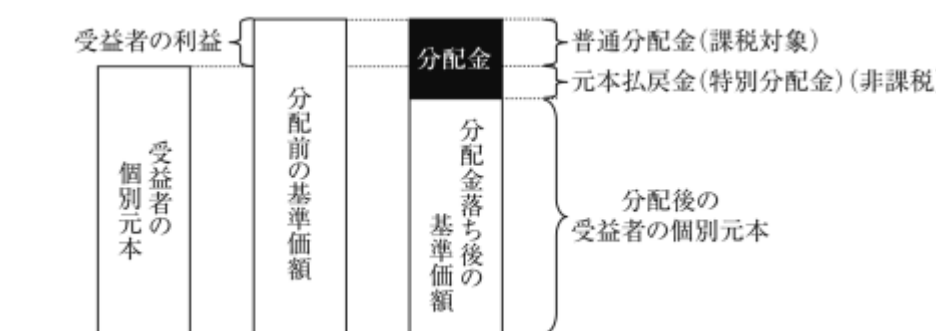 受益者の利益
受益者の
個別元本
分配前の基準価額
分配金
分配金落ち後の
基準価額
普通分配金(課税対象)
元本払戻金(特別分配金)(非課税
分配後の
受益者の個別元本